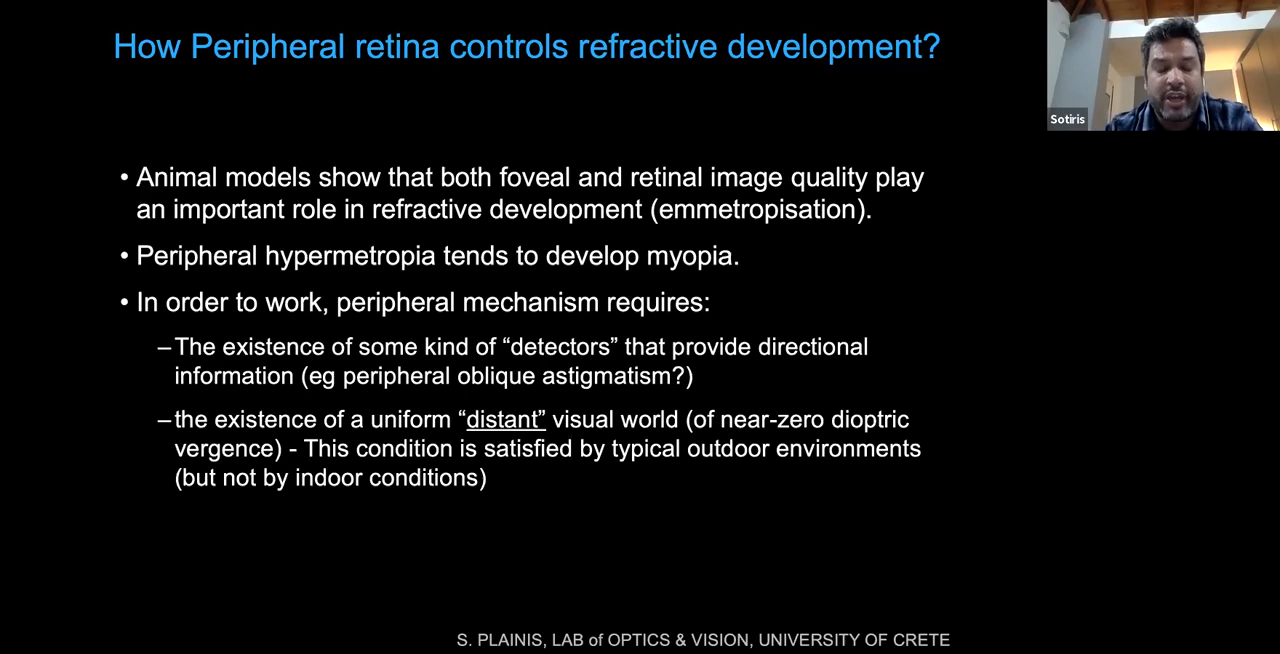 How Peripheral retina controls refractive development?
Sotiris
• Animal models show that both foveal and retinal image quality play
an important role in refractive development (emmetropisation).
• Peripheral hypermetropia tends to develop myopia.
• In order to work, peripheral mechanism requires:
–The existence of some kind of “detectors” that provide directional
information (eg peripheral oblique astigmatism?)
–the existence of a uniform “distant” visual world (of near-zero dioptric
vergence) - This condition is satisfied by typical outdoor environments
(but not by indoor conditions)
S. PLAINIS, LAB of OPTICS & VISION, UNIVERSITY OF CRETE